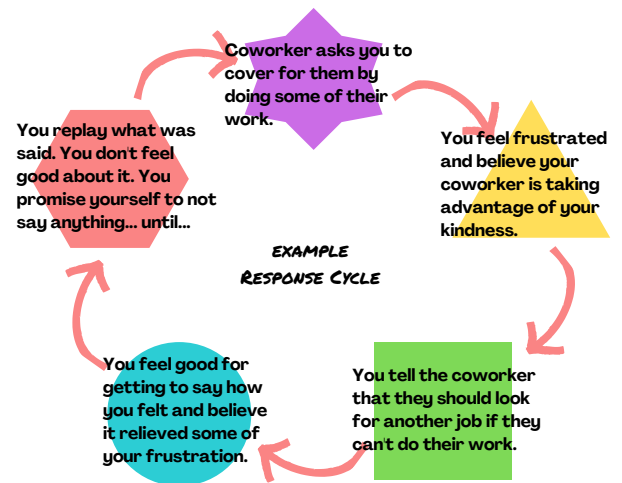 Coworker asks you to
cover for them by
doing some of their
work.
You feel frustrated
and believe your
coworker is taking
advantage of your
kindness.
You tell the coworker
that they should look
for another job if they
can't do their work.
You feel good for
getting to say how
you felt and believe
it relieved some of
your frustration.
You replay what was
said. You don't feel
good about it. You
promise yourself to not
say anything... until...
EXAMPLE
RESPONSE CYCLE